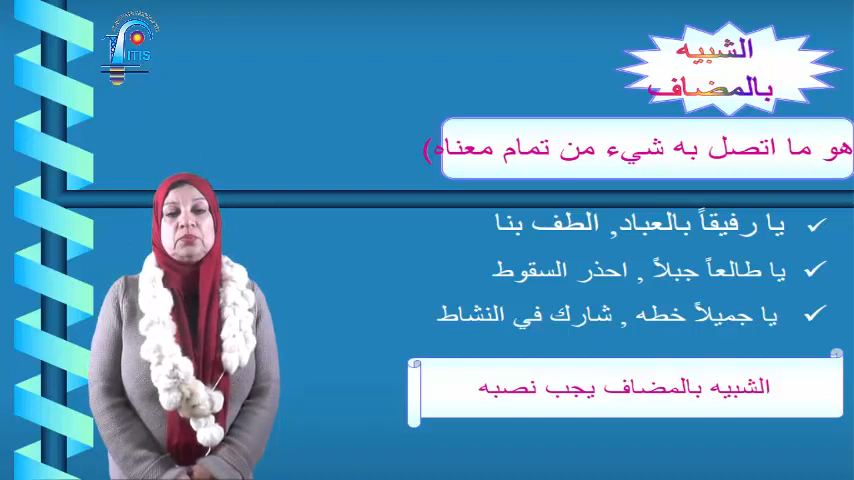 الشبيه
بالمضاف
هو ما اتصل به شيء من تمام معناه)
يا رفيقاً بالعباد, الطف بنا
يا طالعاً جبلاً , احذر السقوط
يا جميلاً خطه , شارك في النشاط
الشبيه بالمضاف يجب نصبه
ITIS